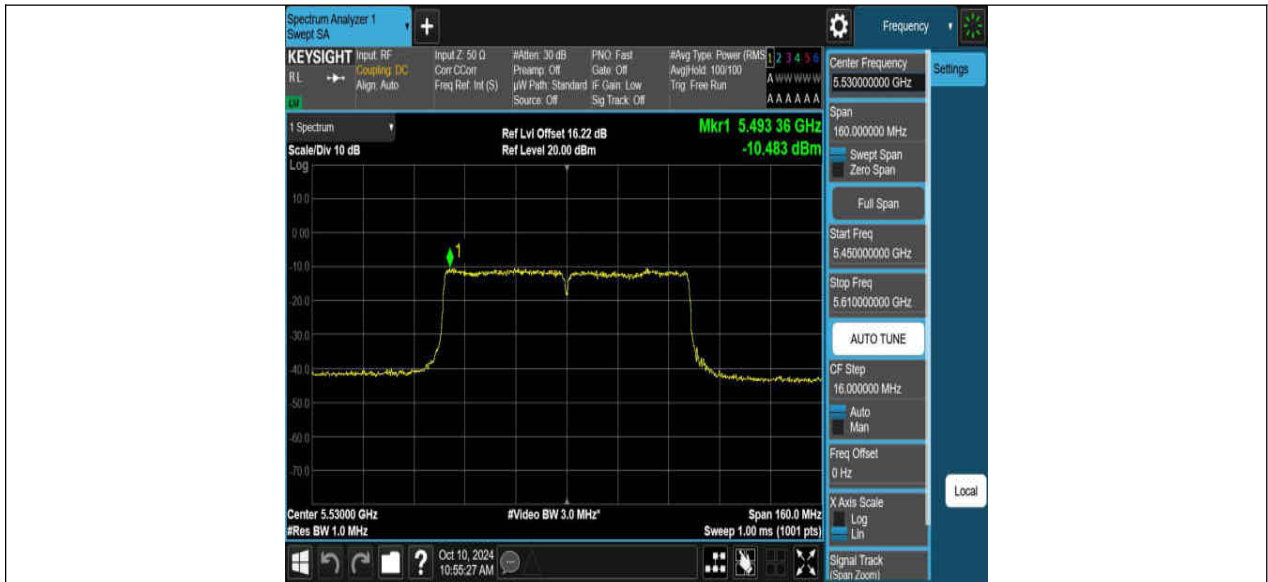 Spectrum Analyzer 1
Swept SA
+
Frequency
KEYSIGHT
RL
LXI
Input: RF
Coupling: DC
Align: Auto
Input Z: 50 Ω
Corr CCorr
Freq Ref: Int (S)
#Atten: 30 dB
Preamp: Off
µW Path: Standard
Source: Off
PNO: Fast
Gate: Off
IF Gain: Low
Sig Track: Off
#Avg Type: Power (RMS
Avg|Hold: 100/100
Trig: Free Run
1 2 3 4 5 6
A W W W W W
A A A A A A
1 Spectrum
Scale/Div 10 dB
Ref Lvl Offset 16.22 dB
Ref Level 20.00 dBm
Mkr1 5.493 36 GHz
-10.483 dBm
Log
10.0
0.00
-10.0
-20.0
-30.0
-40.0
-50.0
-60.0
-70.0
1
Center 5.53000 GHz
#Res BW 1.0 MHz
#Video BW 3.0 MHz*
Span 160.0 MHz
Sweep 1.00 ms (1001 pts)
?
Oct 10, 2024
10:55:27 AM
Center Frequency
5.530000000 GHz
Span
160.000000 MHz
Swept Span
Zero Span
Full Span
Start Freq
5.450000000 GHz
Stop Freq
5.610000000 GHz
AUTO TUNE
CF Step
16.000000 MHz
Auto
Man
Freq Offset
0 Hz
X Axis Scale
Log
Lin
Signal Track
(Span Zoom)
Settings
Local